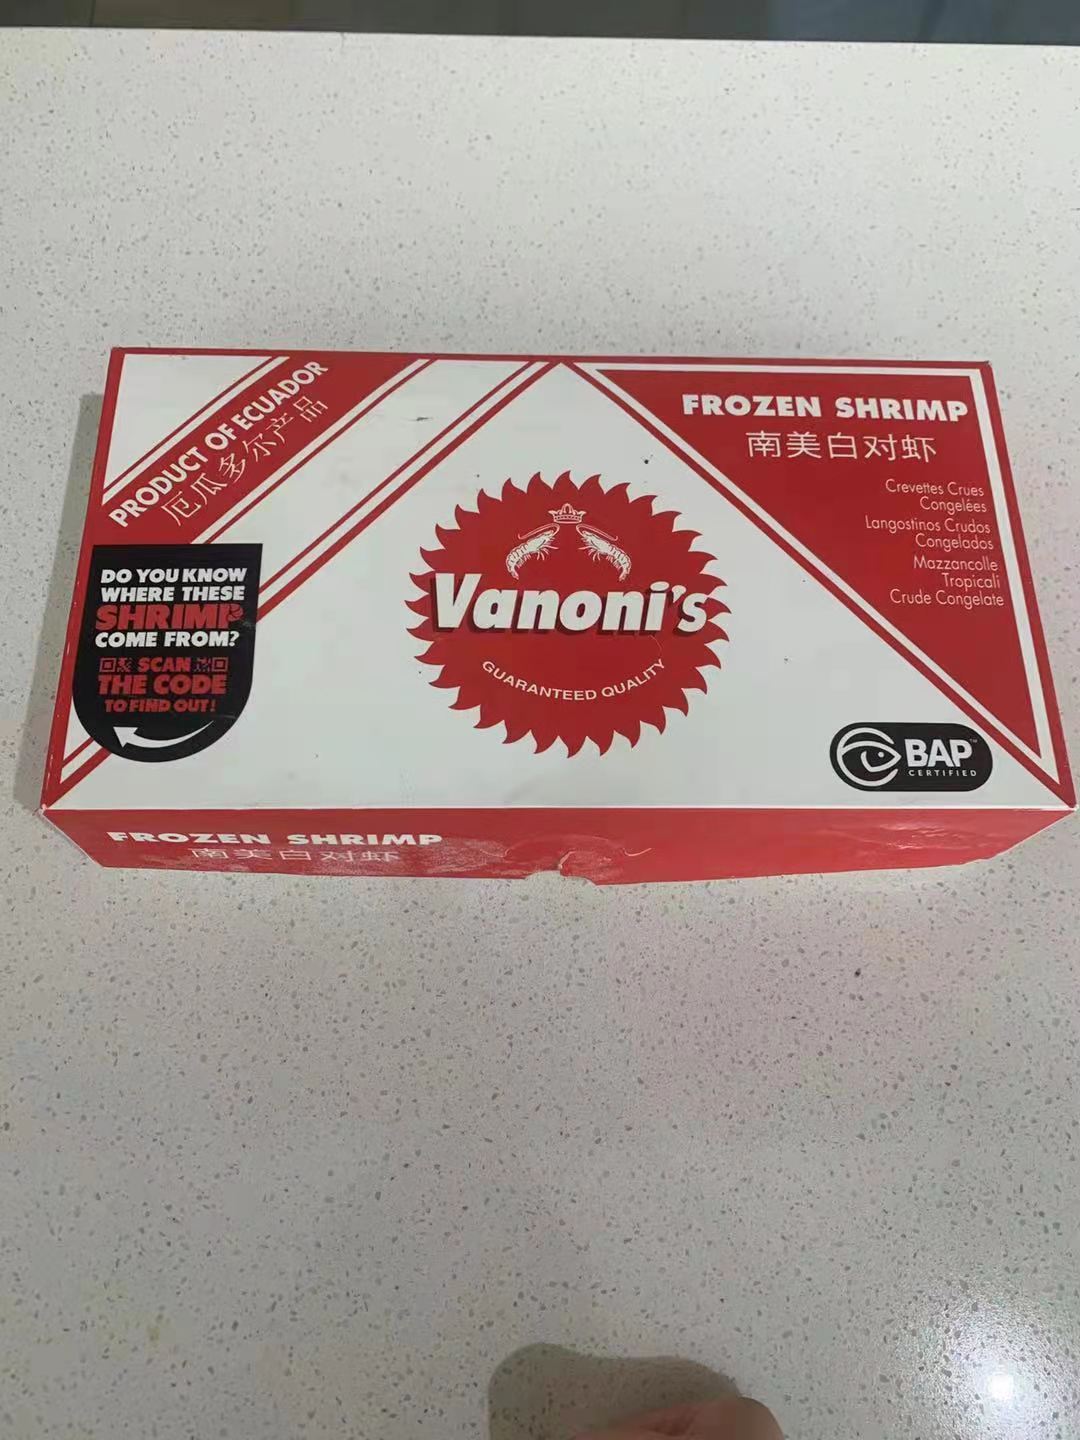 PRODUCT OF ECUADOR
厄瓜多尔产品
FROZEN SHRIMP
南美白对虾
Crevettes Crues
Congelées
Langostinos Crudos
Congelados
Mazzancolle
Tropicali
Crude Congelate
Vanoni's
GUARANTEED QUALITY
DO YOU KNOW
WHERE THESE
SHRIMP
COME FROM?
SCAN
THE CODE
TO FIND OUT!
BAP™
CERTIFIED
FROZEN SHRIMP
南美白对虾